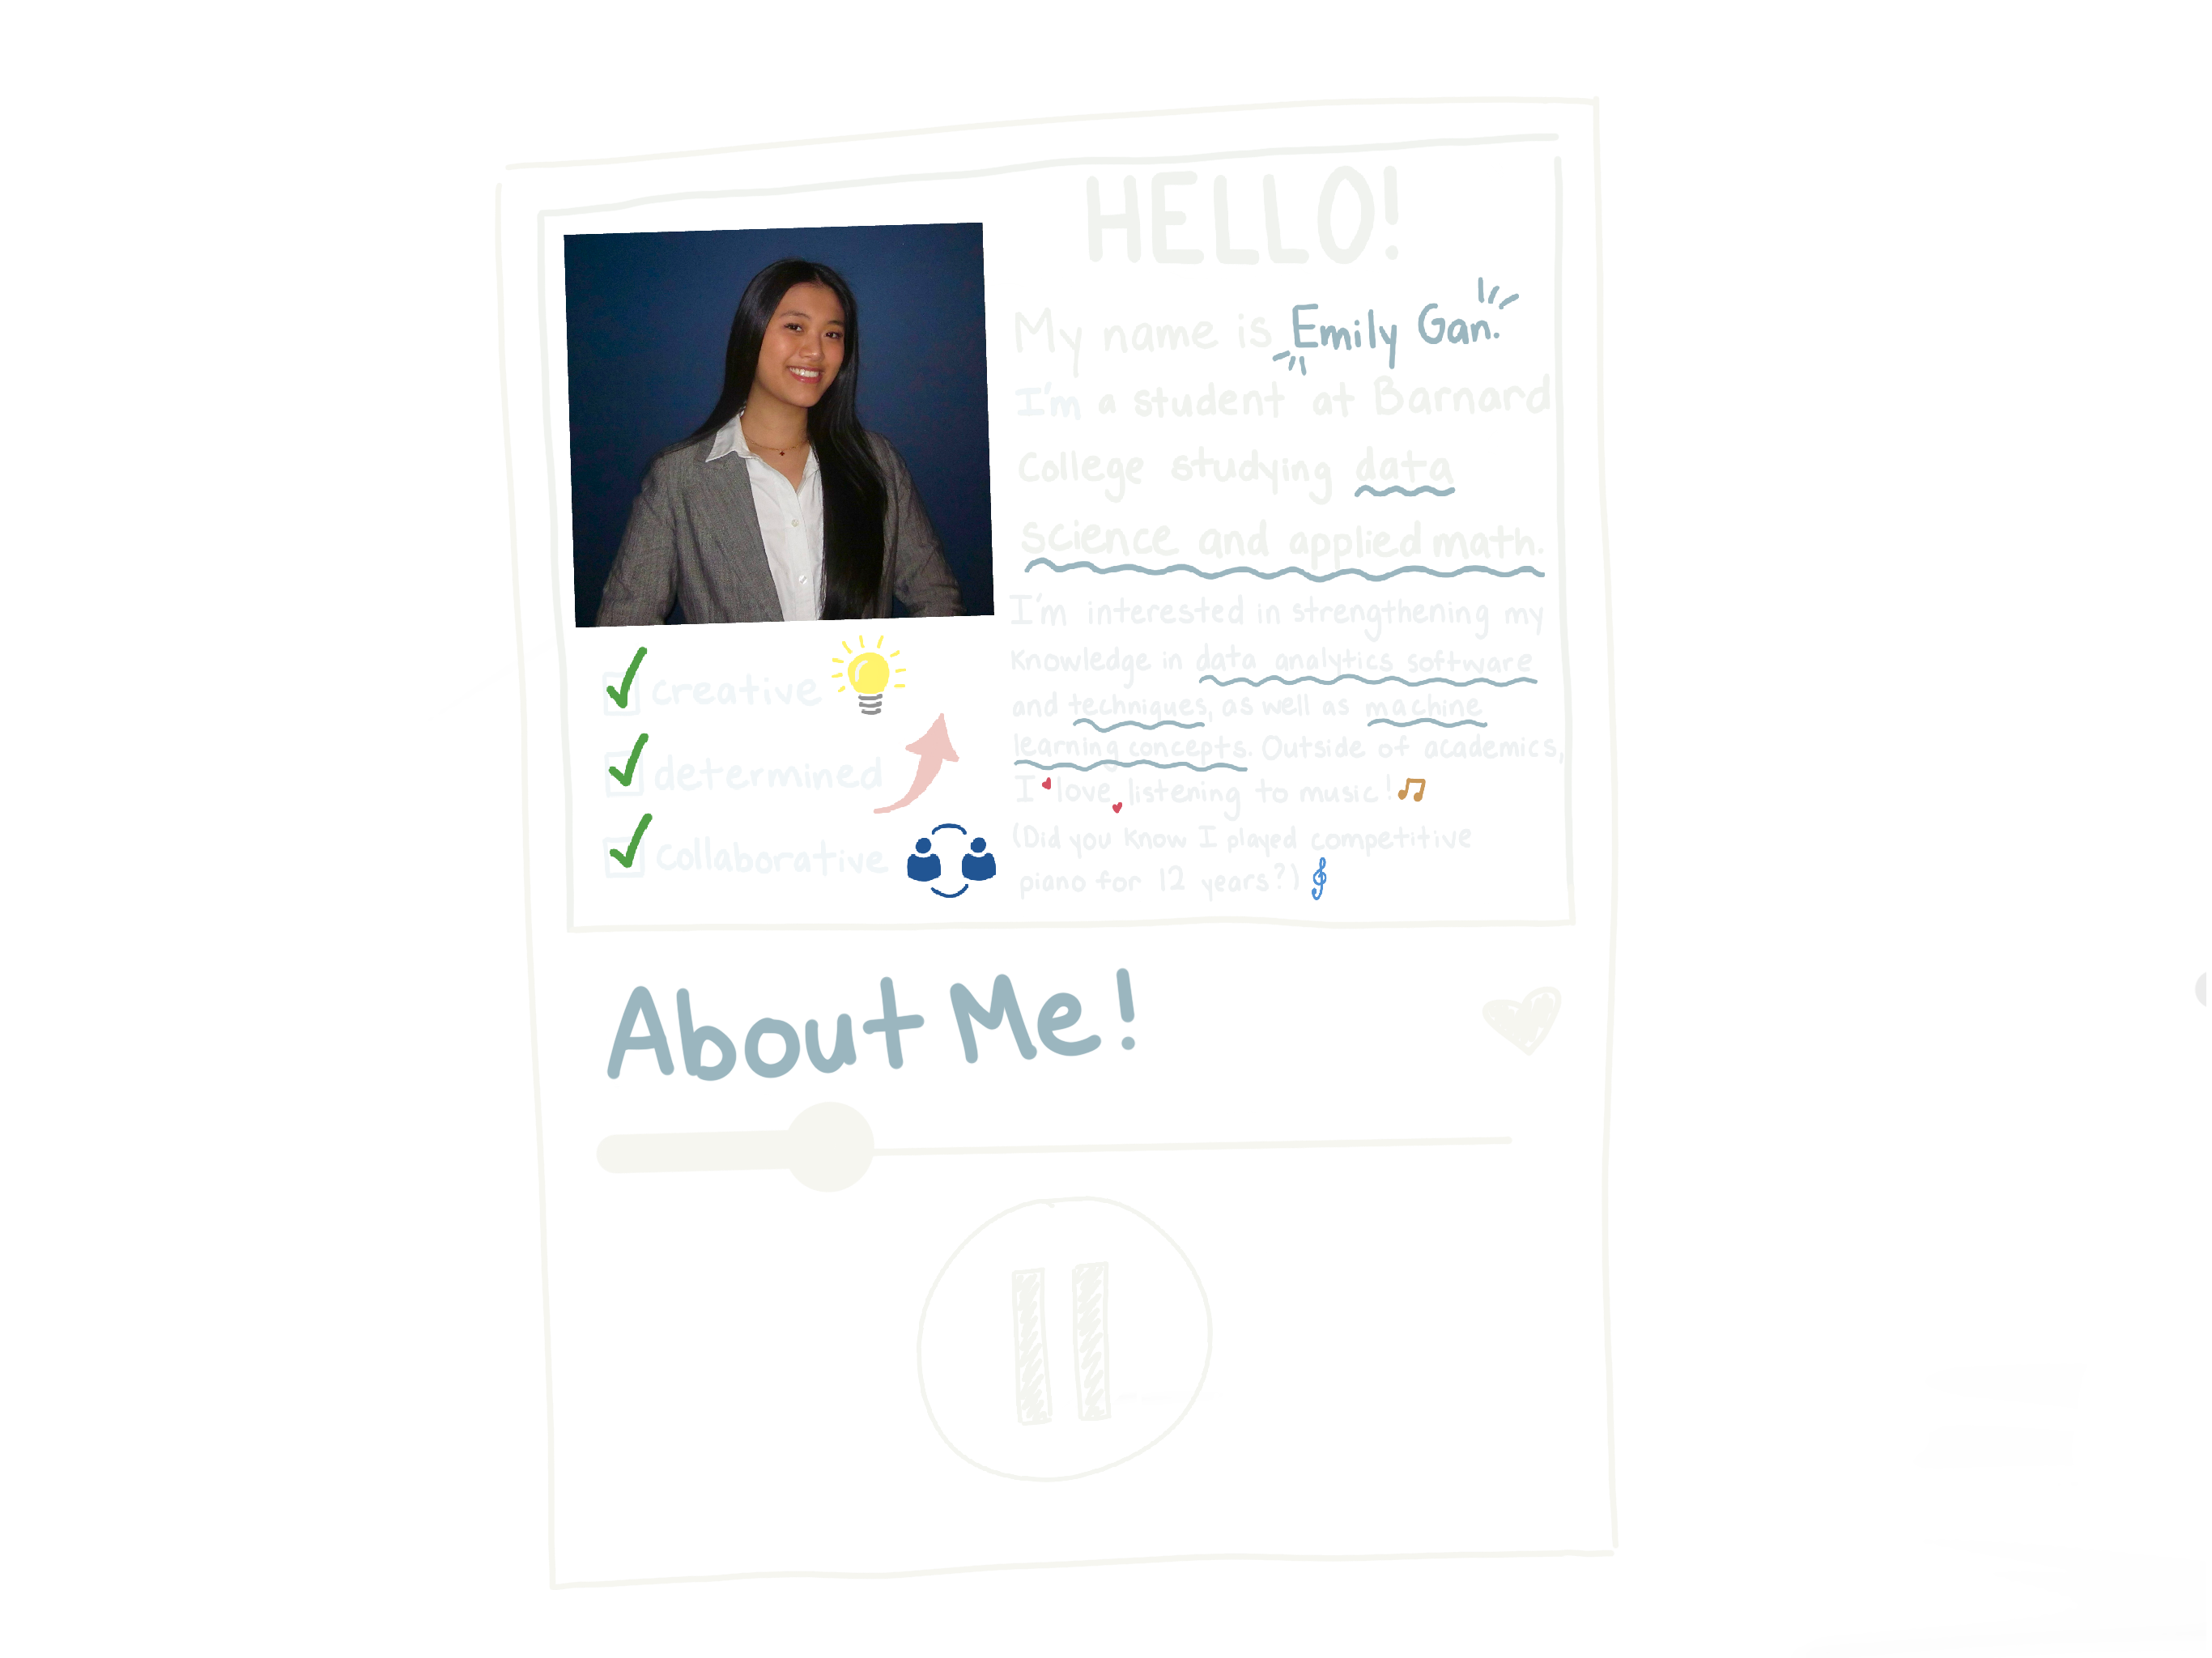 HELLO!
My name is Emily Gan.
I'm a student at Barnard
College studying data
science and applied math.
I'm interested in strengthening my
knowledge in data analytics software
and techniques, as well as machine
learning concepts. Outside of academics,
I love listening to music!
(Did you know I played competitive
piano for 12 years?)
creative
determined
collaborative
About Me!